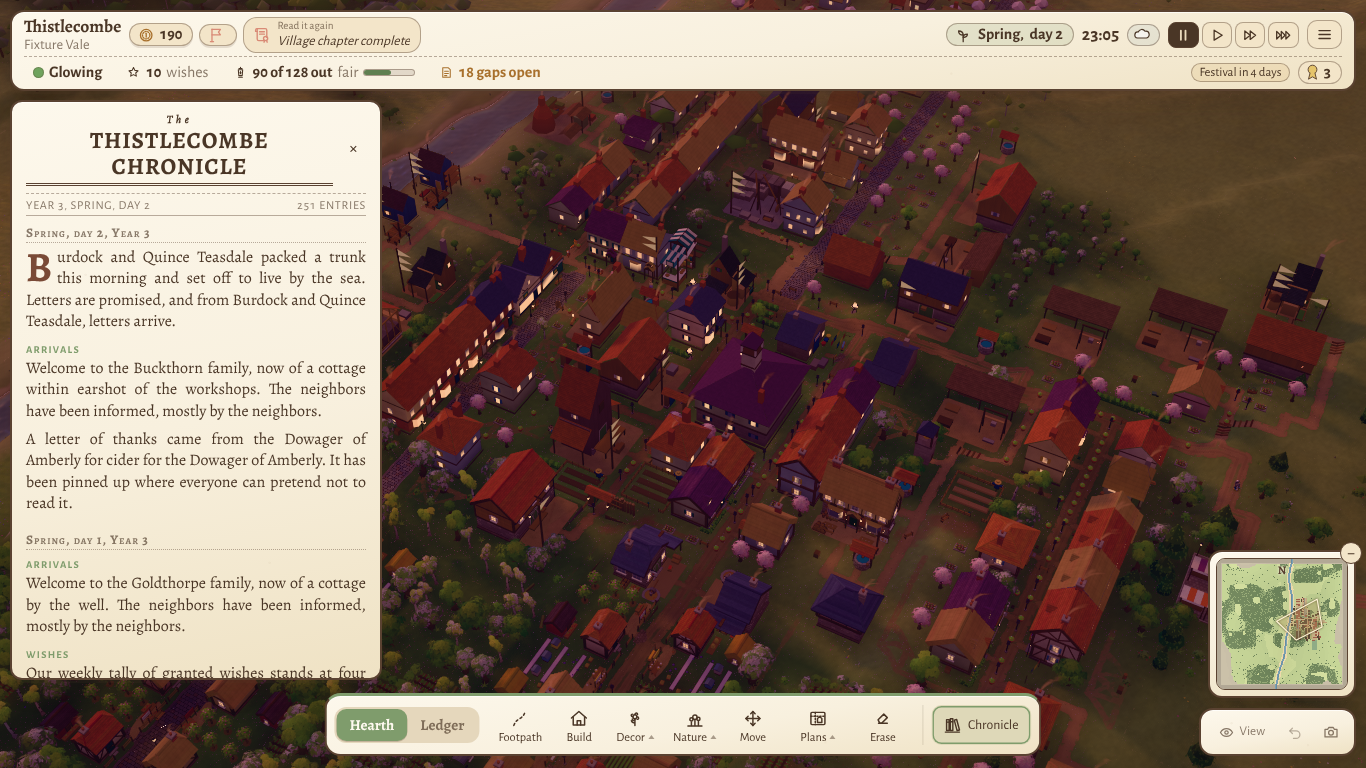 Thistlecombe
Fixture Vale
190
Read it again
Village chapter complete
Spring, day 2
23:05
Glowing
10 wishes
90 of 128 out fair
18 gaps open
Festival in 4 days
3
The
THISTLECOMBE
CHRONICLE
×
YEAR 3, SPRING, DAY 2
251 ENTRIES
Spring, day 2, Year 3
Burdock and Quince Teasdale packed a trunk
this morning and set off to live by the sea.
Letters are promised, and from Burdock and Quince
Teasdale, letters arrive.
ARRIVALS
Welcome to the Buckthorn family, now of a cottage
within earshot of the workshops. The neighbors
have been informed, mostly by the neighbors.
A letter of thanks came from the Dowager of
Amberly for cider for the Dowager of Amberly. It has
been pinned up where everyone can pretend not to
read it.
Spring, day 1, Year 3
ARRIVALS
Welcome to the Goldthorpe family, now of a cottage
by the well. The neighbors have been informed,
mostly by the neighbors.
WISHES
Our weekly tally of granted wishes stands at four
N
Hearth
Ledger
Footpath
Build
Decor
Nature
Move
Plans
Erase
Chronicle
View